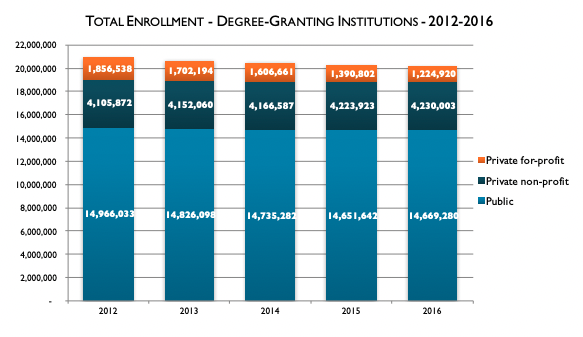 TOTAL ENROLLMENT - DEGREE-GRANTING INSTITUTIONS - 2012-2016
22,000,000
20,000,000
18,000,000
16,000,000
14,000,000
12,000,000
10,000,000
8,000,000
6,000,000
4,000,000
2,000,000
-
1,856,538 1,702,194 1,606,661 1,390,802 1,224,920
4,105,872 4,152,060 4,166,587 4,223,923 4,230,003
14,966,033 14,826,098 14,735,282 14,651,642 14,669,280
2012 2013 2014 2015 2016
Private for-profit
Private non-profit
Public